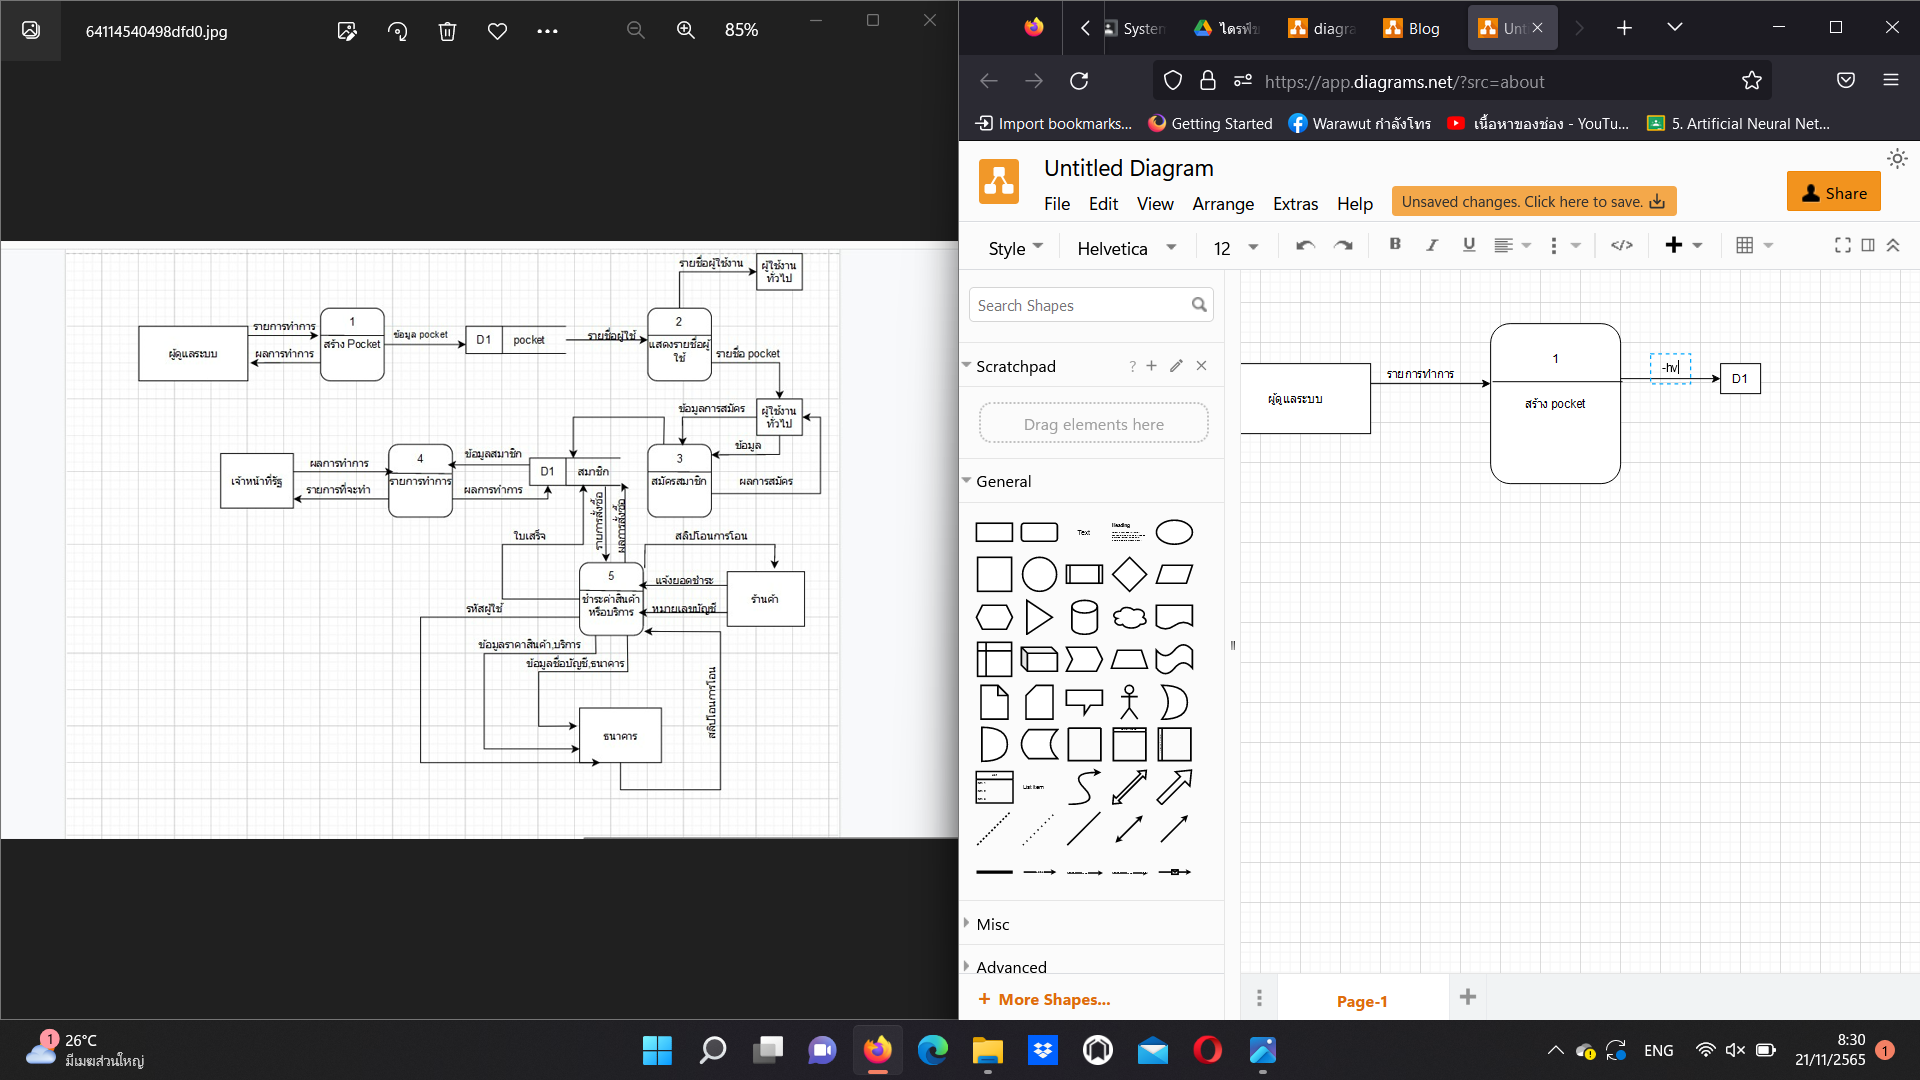 64114540498dfd0.jpg
85%
รายชื่อผู้ใช้งาน
ผู้ใช้งาน
ทั่วไป
1
สร้าง Pocket
2
แสดงรายชื่อผู้
ใช้
ผู้ดูแลระบบ
รายการทำการ
ผลการทำการ
ข้อมูล pocket
D1
pocket
รายชื่อผู้ใช้
รายชื่อ pocket
ข้อมูลการสมัคร
ผู้ใช้งาน
ทั่วไป
ข้อมูล
เจ้าหน้าที่รัฐ
ผลการทำการ
รายการที่จะทำ
4
รายการทำการ
ข้อมูลสมาชิก
ผลการทำการ
D1
สมาชิก
3
สมัครสมาชิก
ผลการสมัคร
ใบเสร็จ
รายการสั่งซื้อ
ผลการสั่งซื้อ
สลิปโอนการโอน
5
ชำระค่าสินค้า
หรือบริการ
แจ้งยอดชำระ
หมายเลขบัญชี
ร้านค้า
รหัสผู้ใช้
ข้อมูลราคาสินค้า,บริการ
ข้อมูลชื่อบัญชี,ธนาคาร
สลิปโอนการโอน
ธนาคาร
System
ไดรฟ์ข
diagra
Blog
Unt
https://app.diagrams.net/?src=about
Import bookmarks...
Getting Started
Warawut กำลังโทร
เนื้อหาของช่อง - YouTu...
5. Artificial Neural Net...
Untitled Diagram
File Edit View Arrange Extras Help
Unsaved changes. Click here to save.
Share
Style
Helvetica
12
B I U
Search Shapes
Scratchpad
?
Drag elements here
General
Text
Heading
List Item
Misc
Advanced
+ More Shapes...
ผู้ดูแลระบบ
รายการทำการ
1
สร้าง pocket
-hv
D1
Page-1
1
26°C
มีเมฆส่วนใหญ่
ENG
8:30
21/11/2565
1